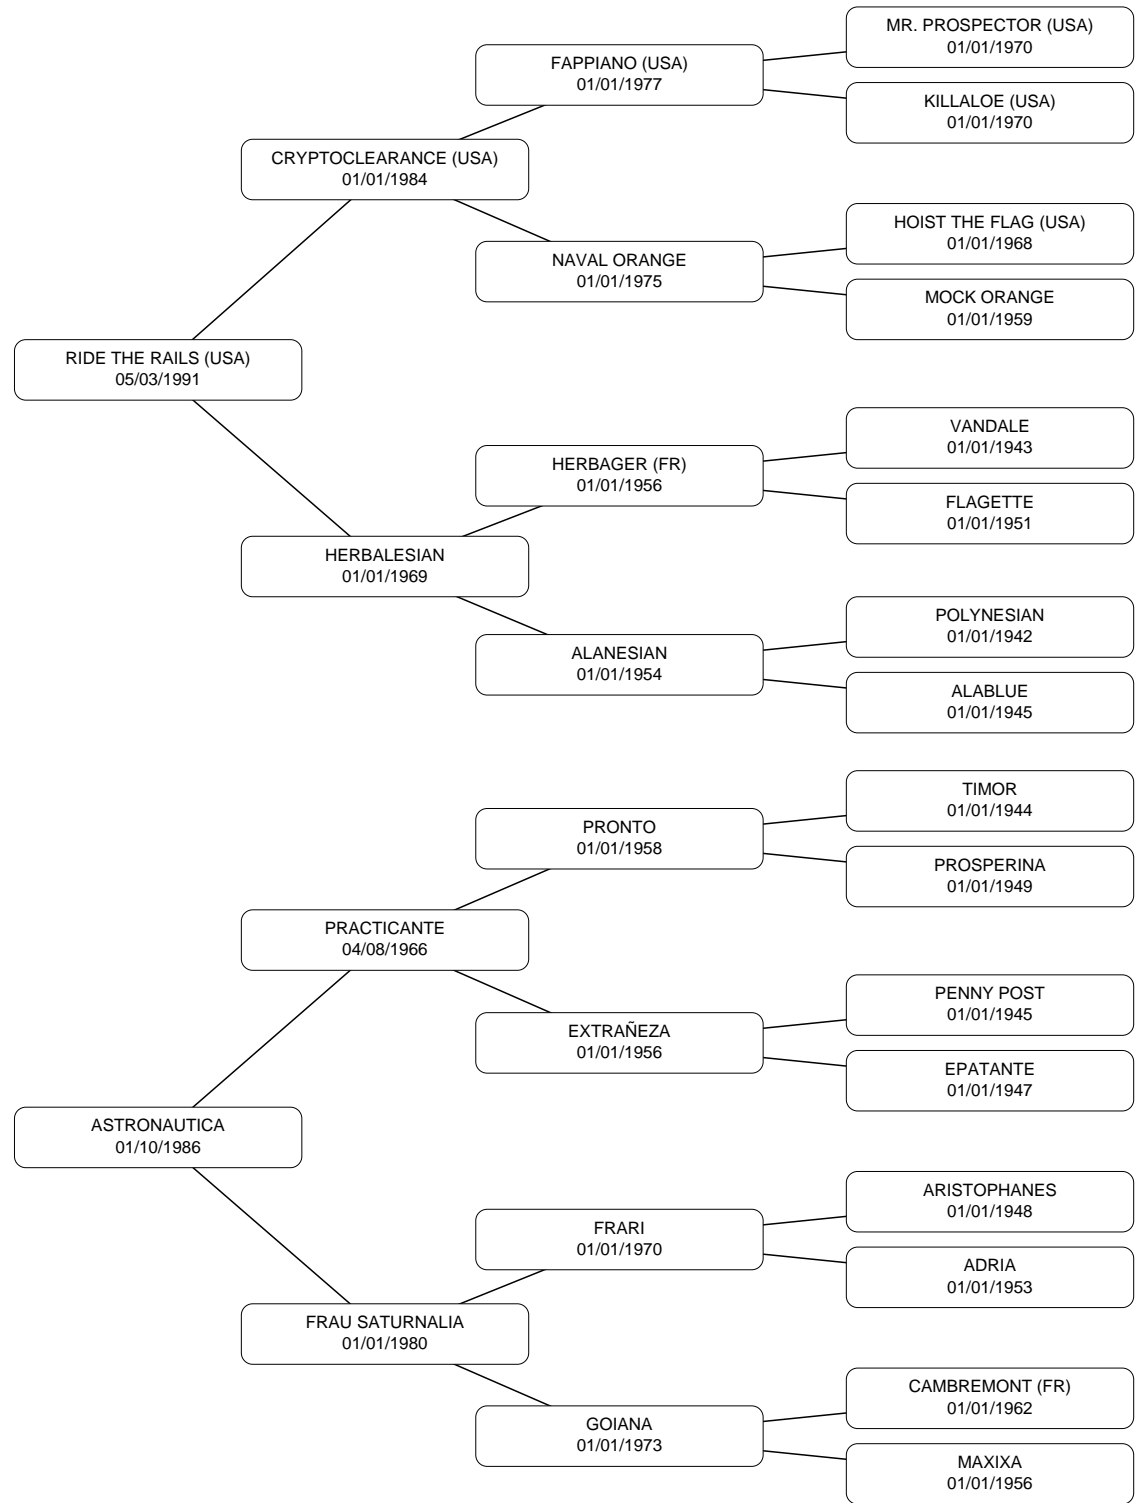 MR. PROSPECTOR (USA)
01/01/1970
FAPPIANO (USA)
01/01/1977
KILLALOE (USA)
01/01/1970
CRYPTOCLEARANCE (USA)
01/01/1984
HOIST THE FLAG (USA)
01/01/1968
NAVAL ORANGE
01/01/1975
MOCK ORANGE
01/01/1959
RIDE THE RAILS (USA)
05/03/1991
VANDALE
01/01/1943
HERBAGER (FR)
01/01/1956
FLAGETTE
01/01/1951
HERBALESIAN
01/01/1969
POLYNESIAN
01/01/1942
ALANESIAN
01/01/1954
ALABLUE
01/01/1945
TIMOR
01/01/1944
PRONTO
01/01/1958
PROSPERINA
01/01/1949
PRACTICANTE
04/08/1966
PENNY POST
01/01/1945
EXTRAÑEZA
01/01/1956
EPATANTE
01/01/1947
ASTRONAUTICA
01/10/1986
ARISTOPHANES
01/01/1948
FRARI
01/01/1970
ADRIA
01/01/1953
FRAU SATURNALIA
01/01/1980
CAMBREMONT (FR)
01/01/1962
GOIANA
01/01/1973
MAXIXA
01/01/1956